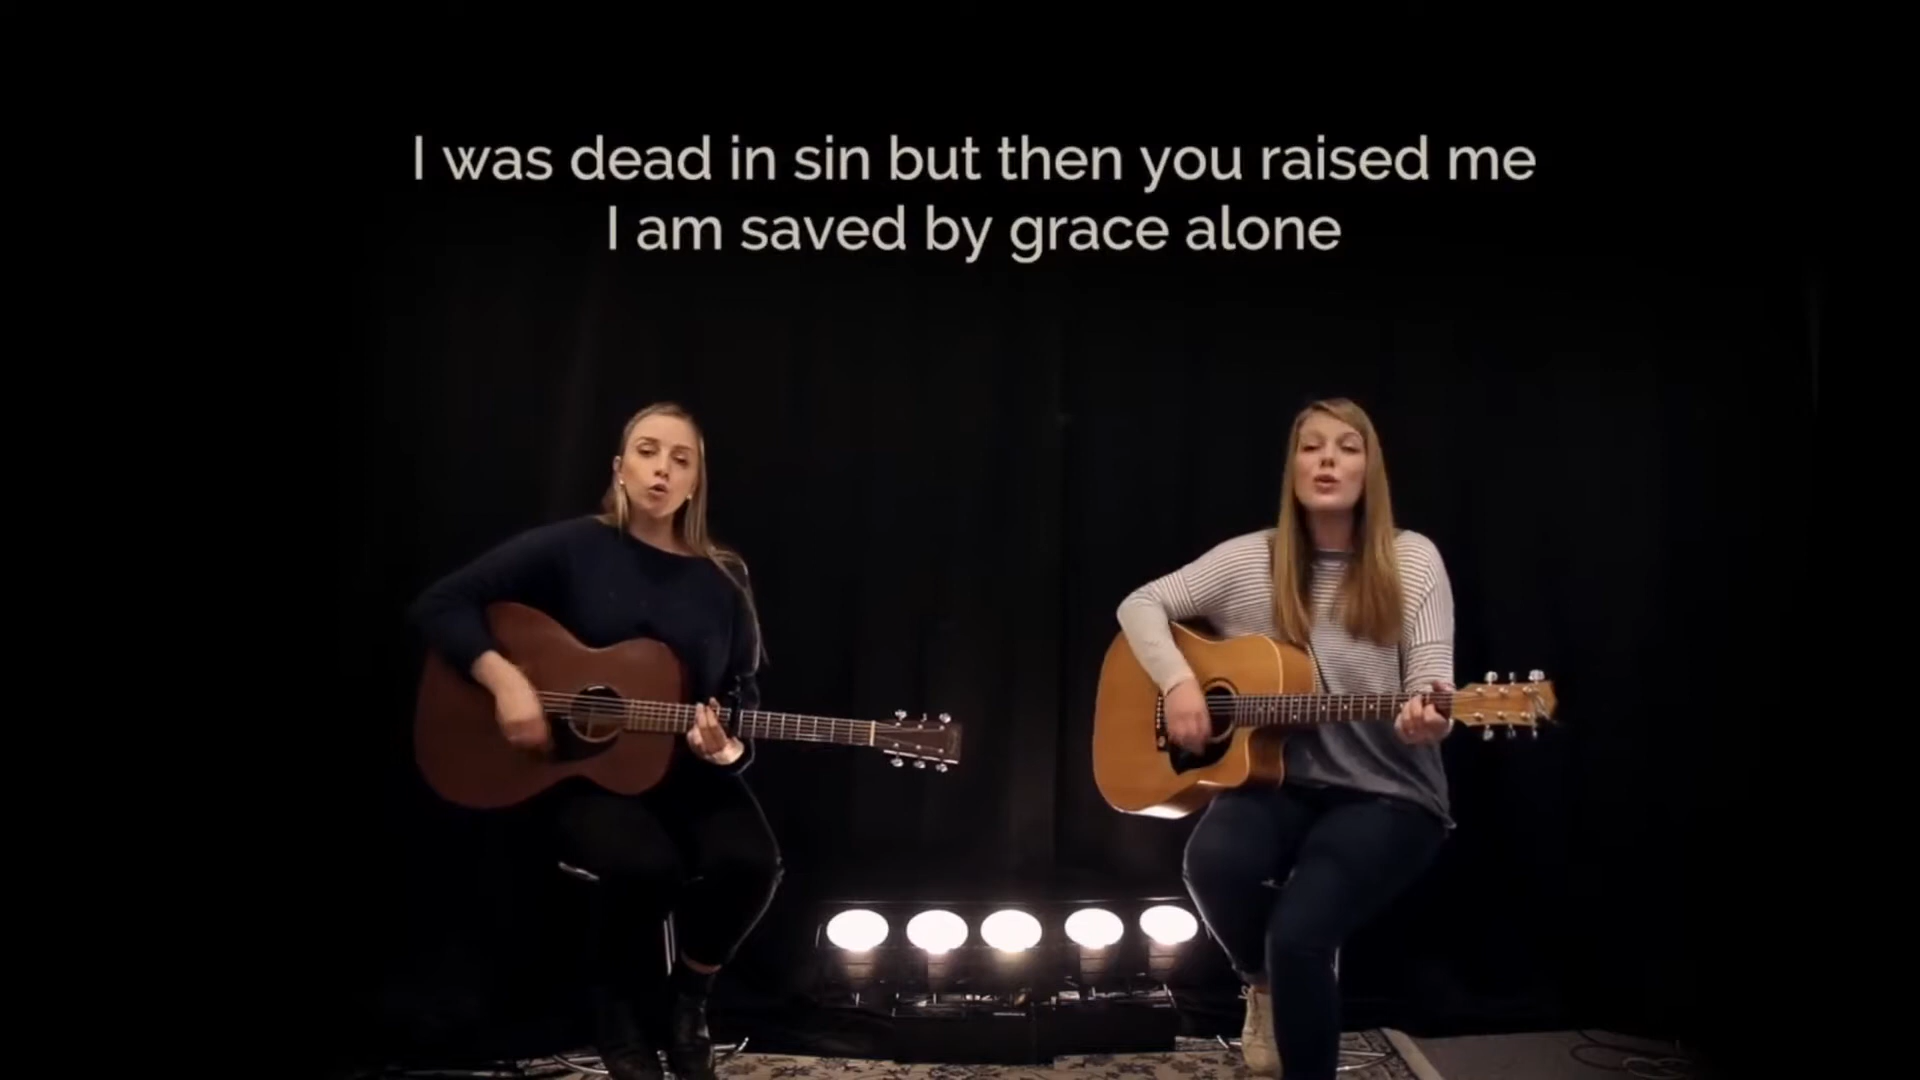 I was dead in sin but then you raised me
I am saved by grace alone